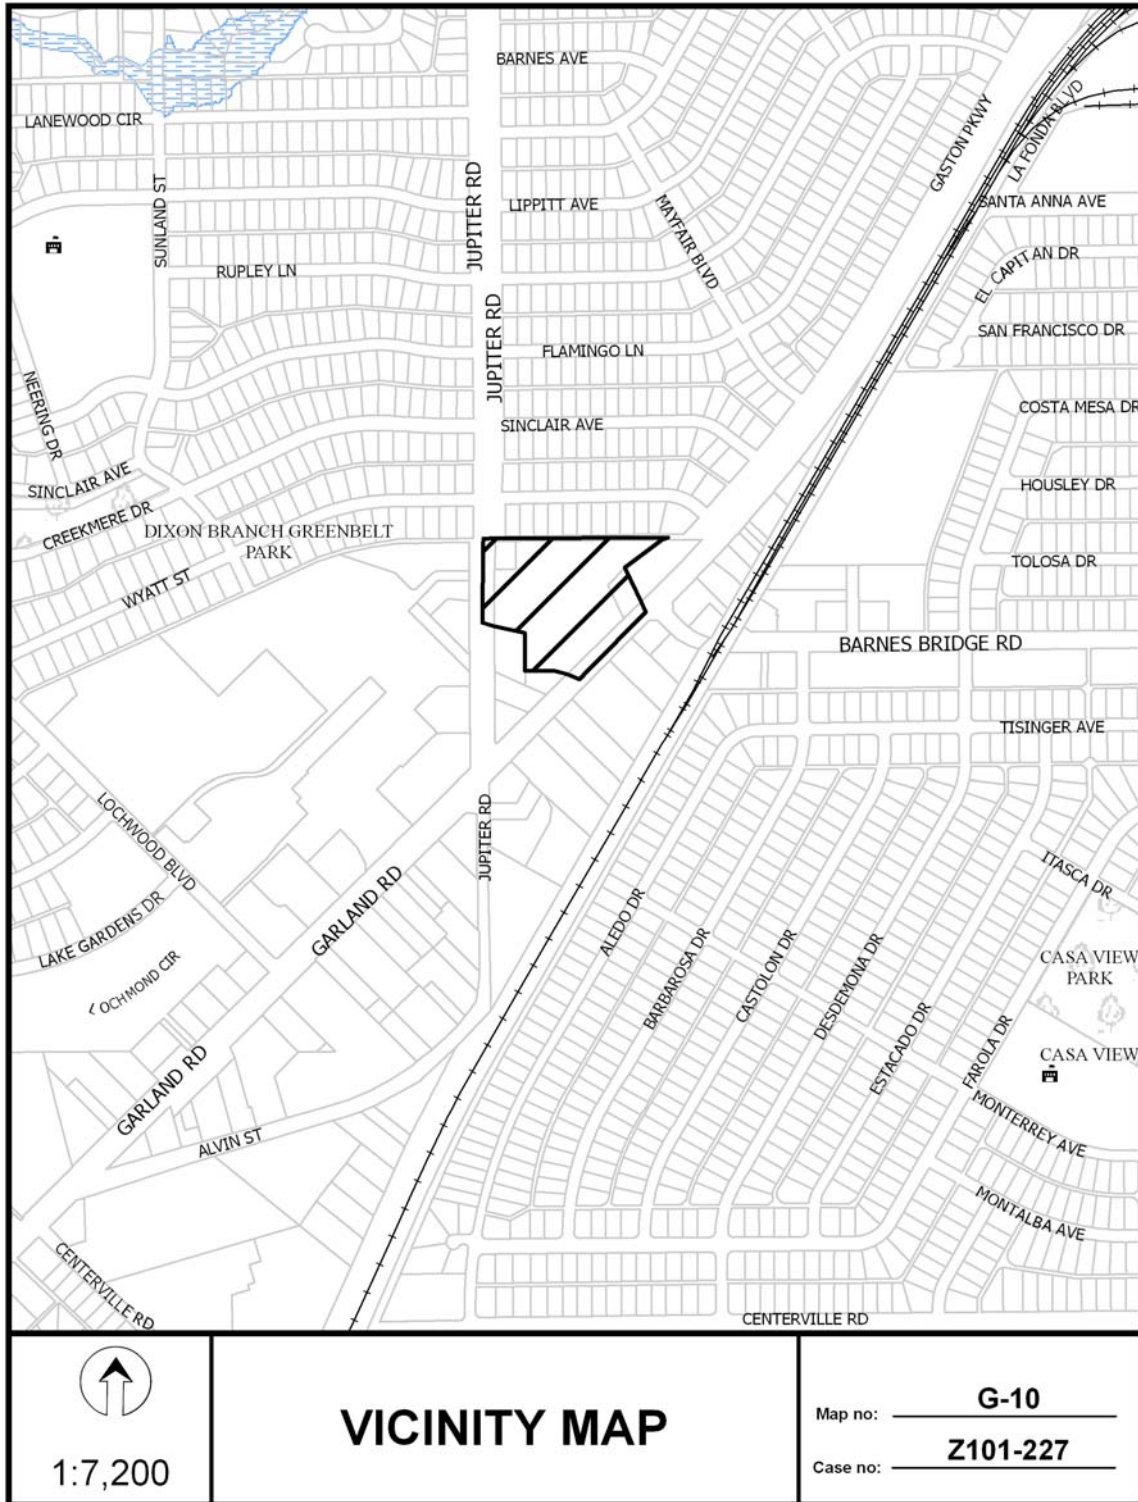 BARNES AVE
LANEWOOD CIR
GASTON PKWY
LA FONDA BLVD
SUNLAND ST
JUPITER RD
LIPPITT AVE
MAYFAIR BLVD
SANTA ANNA AVE
RUPLEY LN
EL CAPITAN DR
SAN FRANCISCO DR
JUPITER RD
FLAMINGO LN
NEERING DR
COSTA MESA DR
SINCLAIR AVE
SINCLAIR AVE
HOUSLEY DR
CREEKMERE DR
DIXON BRANCH GREENBELT
PARK
TOLOSA DR
WYATT ST
BARNES BRIDGE RD
TISINGER AVE
LOCHWOOD BLVD
JUPITER RD
ITASCA DR
GARLAND RD
LAKE GARDENS DR
ALEDO DR
BARBAROSA DR
CASTOLON DR
DESDEMONA DR
CASA VIEW
PARK
LOCHMOND CIR
ESTACADO DR
FAROLA DR
CASA VIEW
GARLAND RD
MONTERREY AVE
ALVIN ST
MONTALBA AVE
CENTERVILLE RD
CENTERVILLE RD
1:7,200
VICINITY MAP
Map no: G-10
Case no: Z101-227